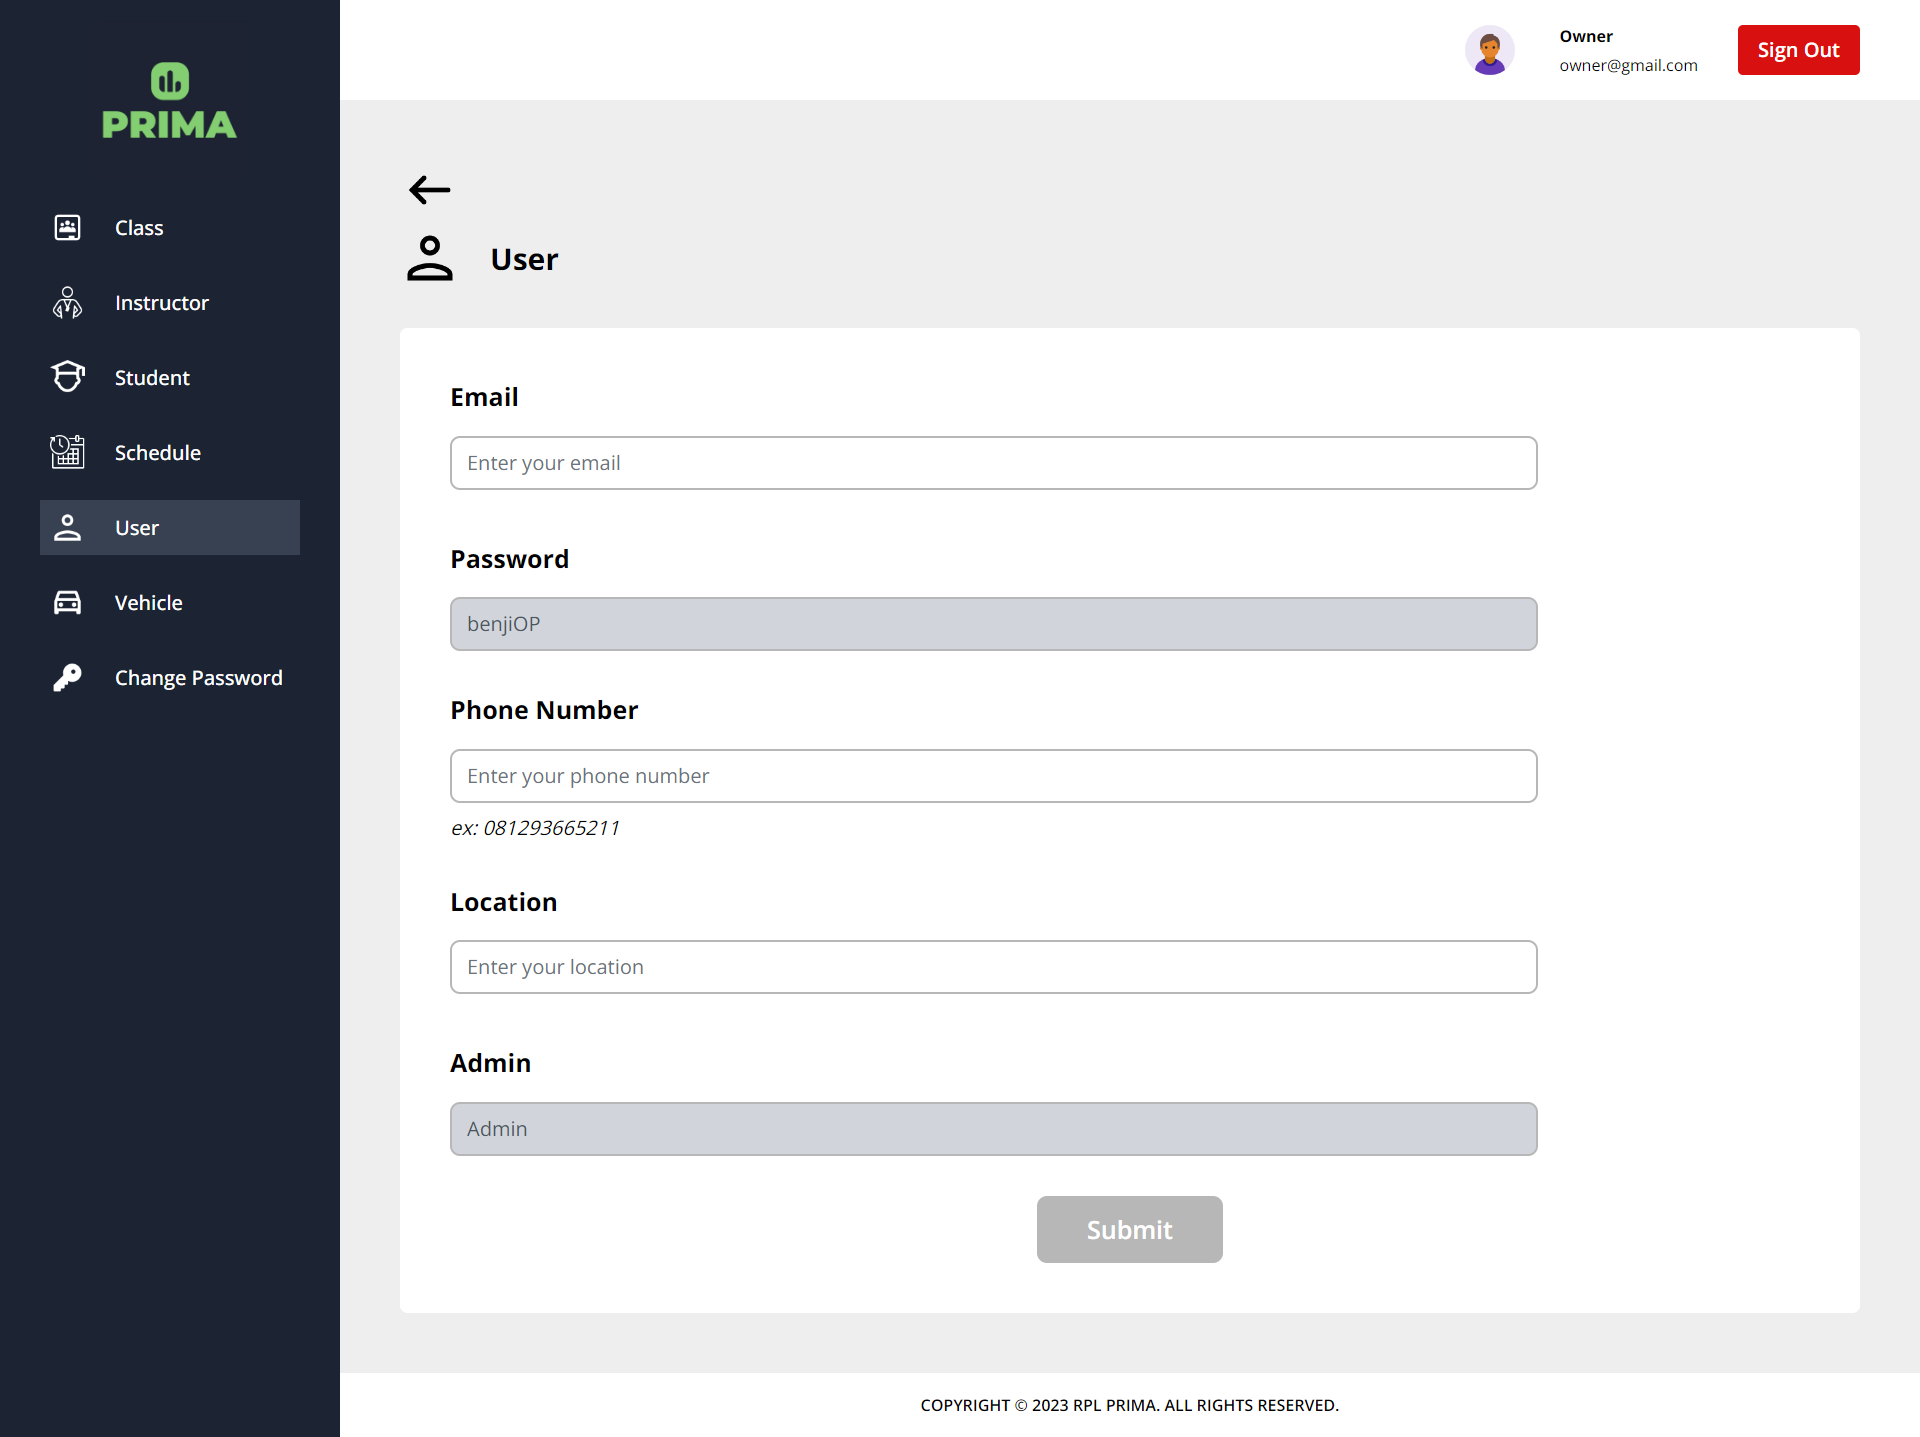 PRIMA
Class
Instructor
Student
Schedule
User
Vehicle
Change Password
Owner
owner@gmail.com
Sign Out
User
Email
Enter your email
Password
benjiOP
Phone Number
Enter your phone number
ex: 081293665211
Location
Enter your location
Admin
Admin
Submit
COPYRIGHT © 2023 RPL PRIMA. ALL RIGHTS RESERVED.